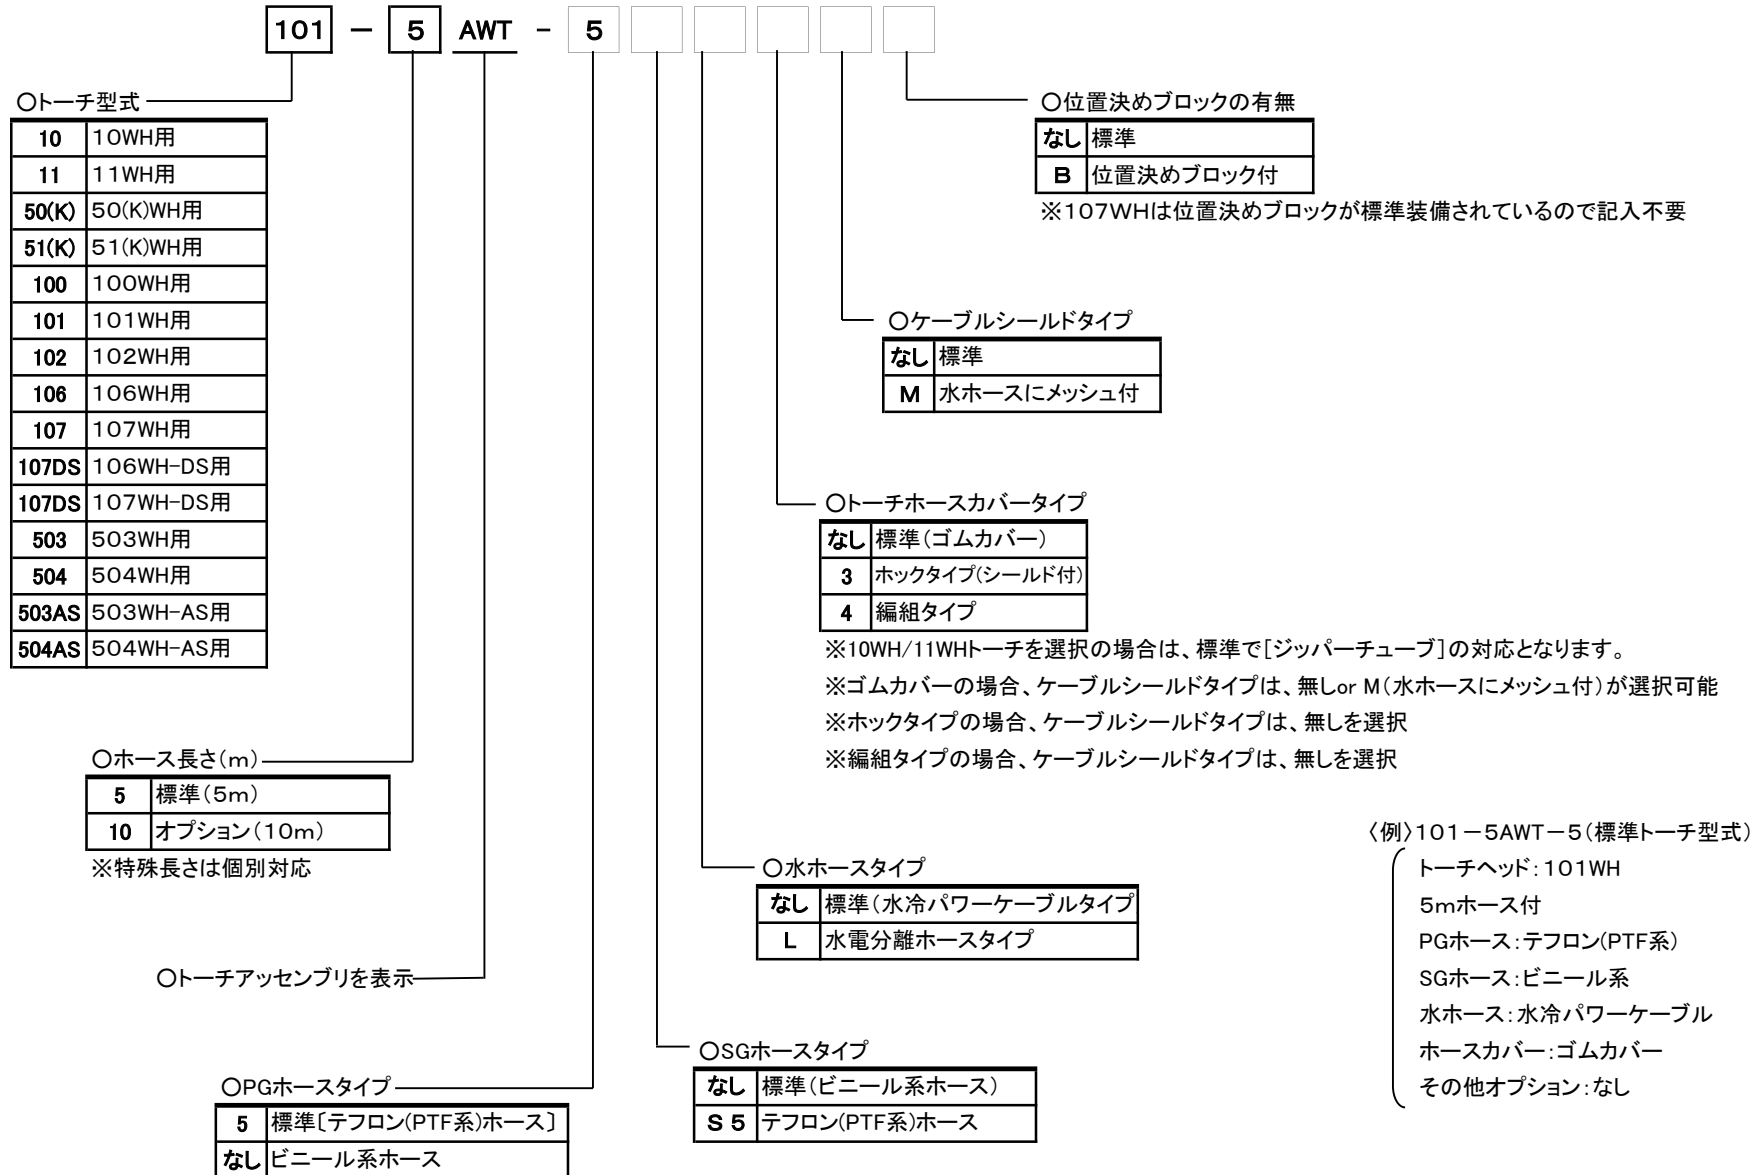 101 － 5 AWT - 5
○トーチ型式
10 10WH用
11 11WH用
50(K) 50(K)WH用
51(K) 51(K)WH用
100 100WH用
101 101WH用
102 102WH用
106 106WH用
107 107WH用
107DS 106WH-DS用
107DS 107WH-DS用
503 503WH用
504 504WH用
503AS 503WH-AS用
504AS 504WH-AS用
○位置決めブロックの有無
なし 標準
B 位置決めブロック付
※107WHは位置決めブロックが標準装備されているので記入不要
○ケーブルシールドタイプ
なし 標準
M 水ホースにメッシュ付
○トーチホースカバータイプ
なし 標準(ゴムカバー)
3 ホックタイプ(シールド付)
4 編組タイプ
※10WH/11WHトーチを選択の場合は、標準で[ジッパーチューブ]の対応となります。
※ゴムカバーの場合、ケーブルシールドタイプは、無しor M(水ホースにメッシュ付)が選択可能
※ホックタイプの場合、ケーブルシールドタイプは、無しを選択
※編組タイプの場合、ケーブルシールドタイプは、無しを選択
○ホース長さ(m)
5 標準(5m)
10 オプション(10m)
※特殊長さは個別対応
○水ホースタイプ
なし 標準(水冷パワーケーブルタイプ
L 水電分離ホースタイプ
○トーチアッセンブリを表示
○SGホースタイプ
なし 標準(ビニール系ホース)
S 5 テフロン(PTF系)ホース
○PGホースタイプ
5 標準〔テフロン(PTF系)ホース〕
なし ビニール系ホース
〈例〉101－5AWT－5(標準トーチ型式)
トーチヘッド:101WH
5mホース付
PGホース:テフロン(PTF系)
SGホース:ビニール系
水ホース:水冷パワーケーブル
ホースカバー:ゴムカバー
その他オプション:なし